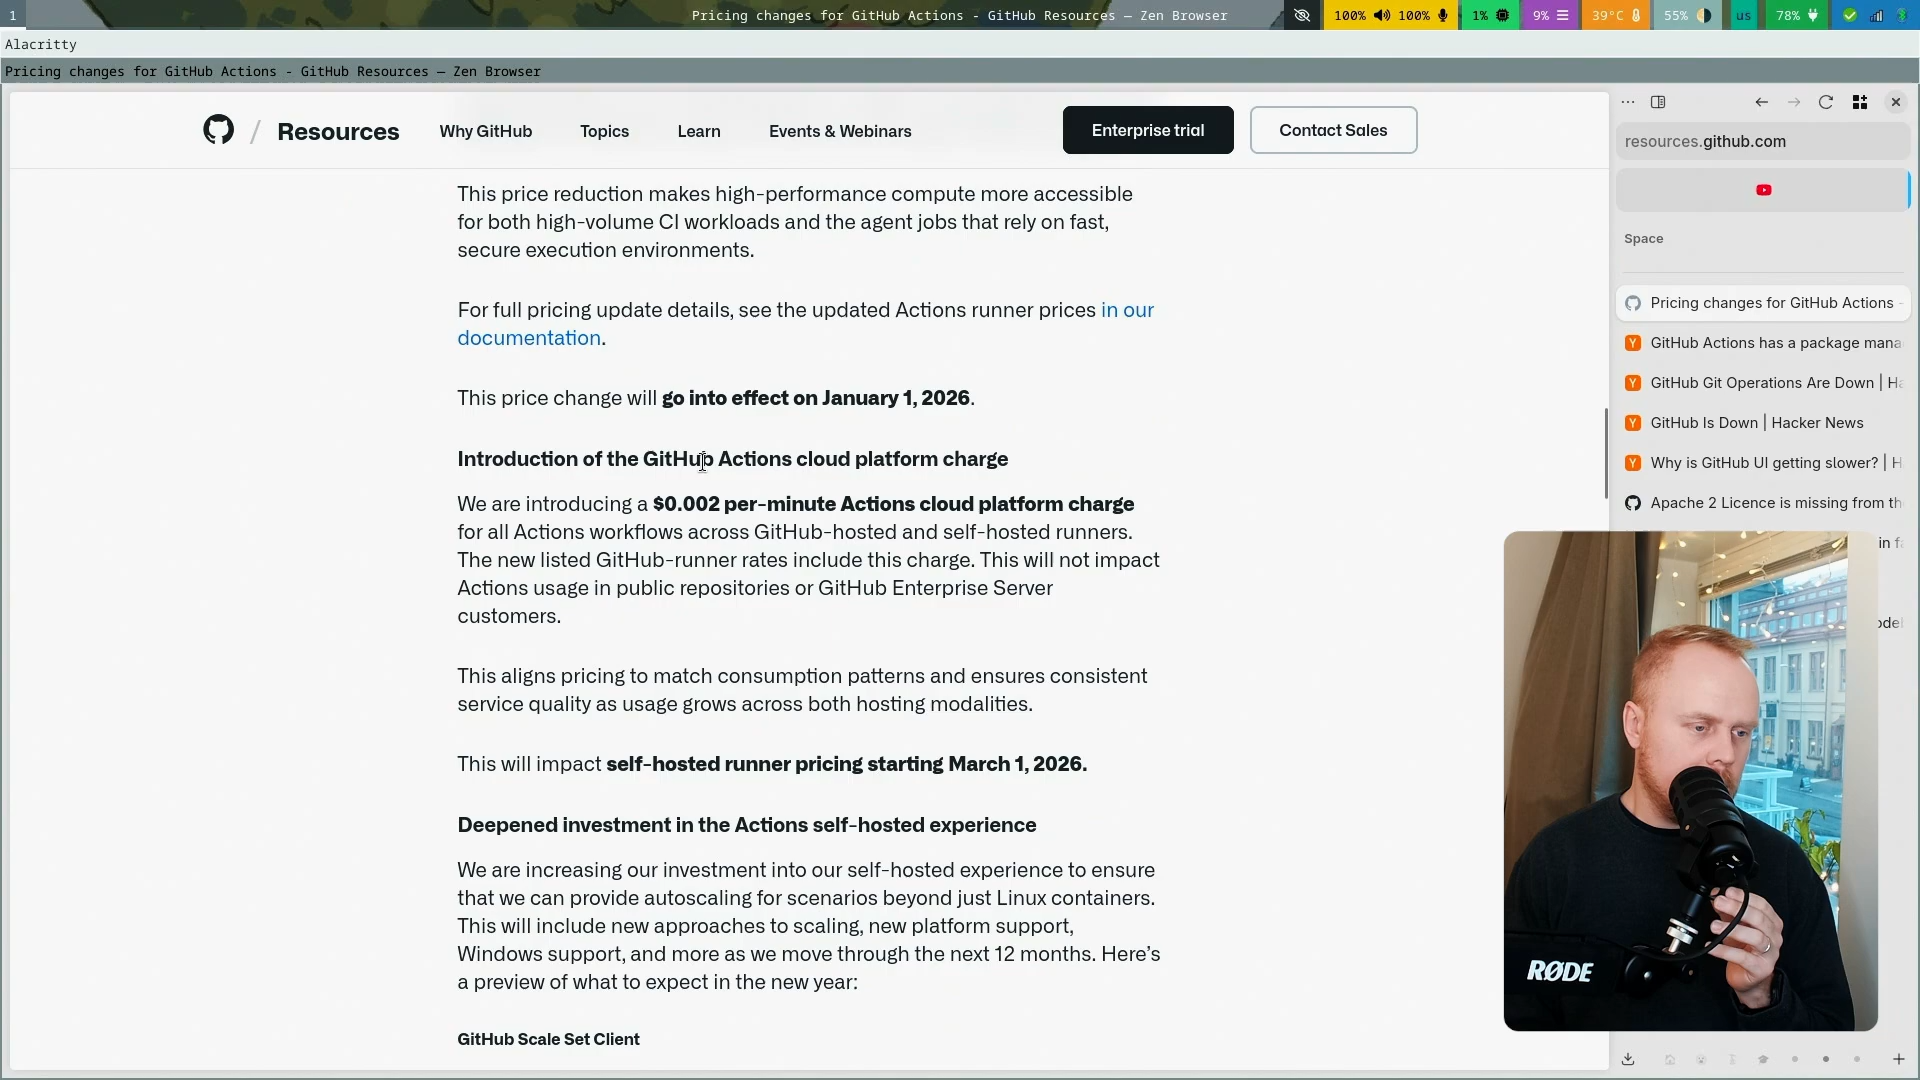 1
Pricing changes for GitHub Actions - GitHub Resources — Zen Browser
100% 100%
1%
9%
39°C
55%
us
78%
Alacritty
Pricing changes for GitHub Actions - GitHub Resources — Zen Browser
/ Resources
Why GitHub
Topics
Learn
Events & Webinars
Enterprise trial
Contact Sales
This price reduction makes high-performance compute more accessible
for both high-volume CI workloads and the agent jobs that rely on fast,
secure execution environments.
For full pricing update details, see the updated Actions runner prices in our
documentation.
This price change will go into effect on January 1, 2026.
Introduction of the GitHub Actions cloud platform charge
We are introducing a $0.002 per-minute Actions cloud platform charge
for all Actions workflows across GitHub-hosted and self-hosted runners.
The new listed GitHub-runner rates include this charge. This will not impact
Actions usage in public repositories or GitHub Enterprise Server
customers.
This aligns pricing to match consumption patterns and ensures consistent
service quality as usage grows across both hosting modalities.
This will impact self-hosted runner pricing starting March 1, 2026.
Deepened investment in the Actions self-hosted experience
We are increasing our investment into our self-hosted experience to ensure
that we can provide autoscaling for scenarios beyond just Linux containers.
This will include new approaches to scaling, new platform support,
Windows support, and more as we move through the next 12 months. Here’s
a preview of what to expect in the new year:
GitHub Scale Set Client
resources.github.com
Space
Pricing changes for GitHub Actions -
Y GitHub Actions has a package mana
Y GitHub Git Operations Are Down | Ha
Y GitHub Is Down | Hacker News
Y Why is GitHub UI getting slower? | H
Apache 2 Licence is missing from th
in fa
odel
RØDE